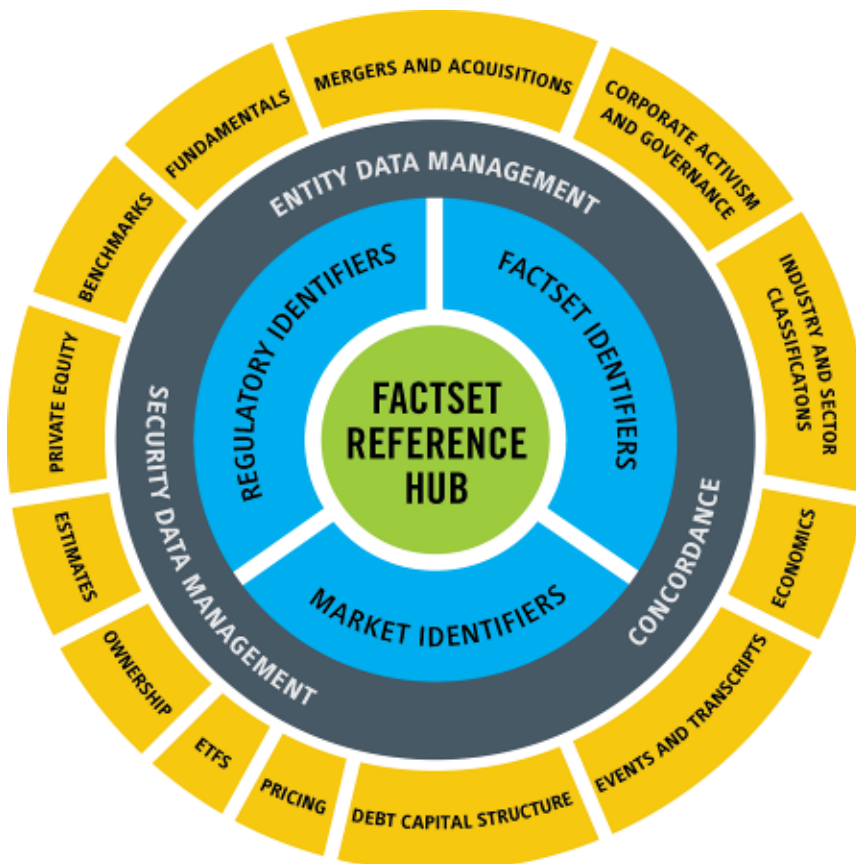 MERGERS AND ACQUISITIONS
CORPORATE ACTIVISM
AND GOVERNANCE
INDUSTRY AND SECTOR
CLASSIFICATONS
ECONOMICS
EVENTS AND TRANSCRIPTS
DEBT CAPITAL STRUCTURE
PRICING
ETFS
OWNERSHIP
ESTIMATES
PRIVATE EQUITY
BENCHMARKS
FUNDAMENTALS
ENTITY DATA MANAGEMENT
CONCORDANCE
SECURITY DATA MANAGEMENT
REGULATORY IDENTIFIERS
FACTSET IDENTIFIERS
MARKET IDENTIFIERS
FACTSET
REFERENCE
HUB